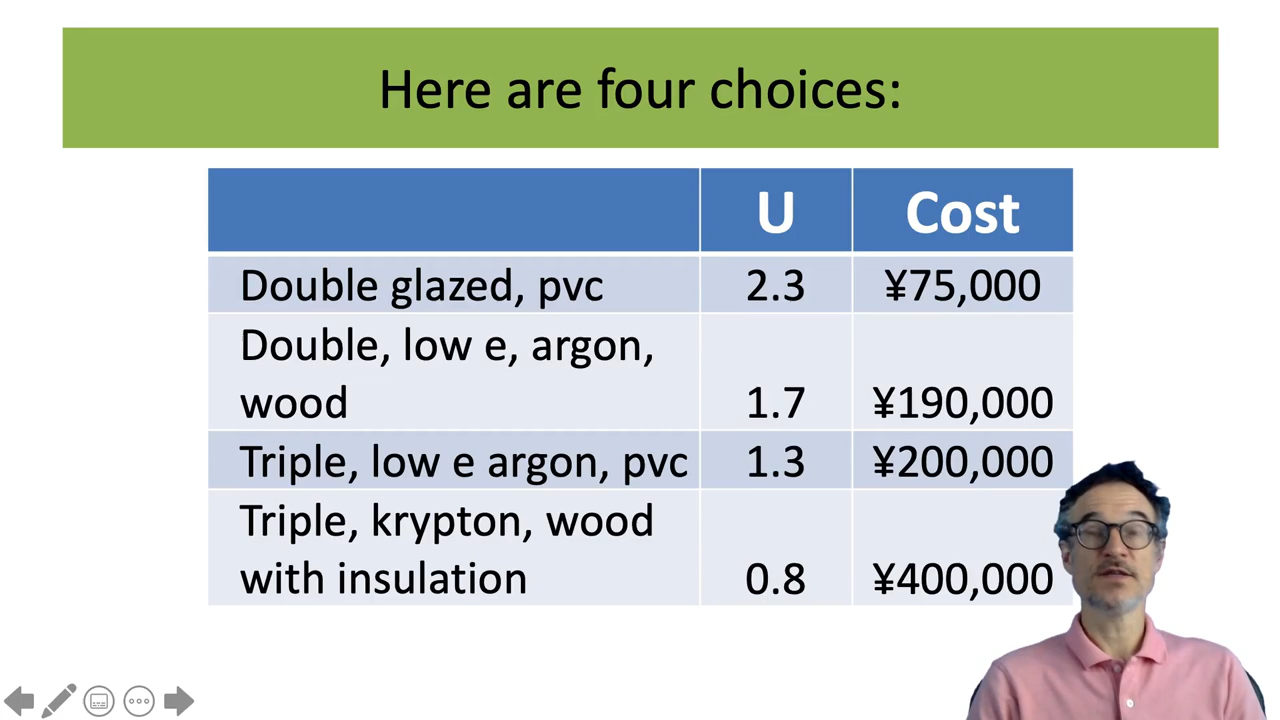 Here are four choices:
U Cost
Double glazed, pvc 2.3 ¥75,000
Double, low e, argon,
wood 1.7 ¥190,000
Triple, low e argon, pvc 1.3 ¥200,000
Triple, krypton, wood
with insulation 0.8 ¥400,000